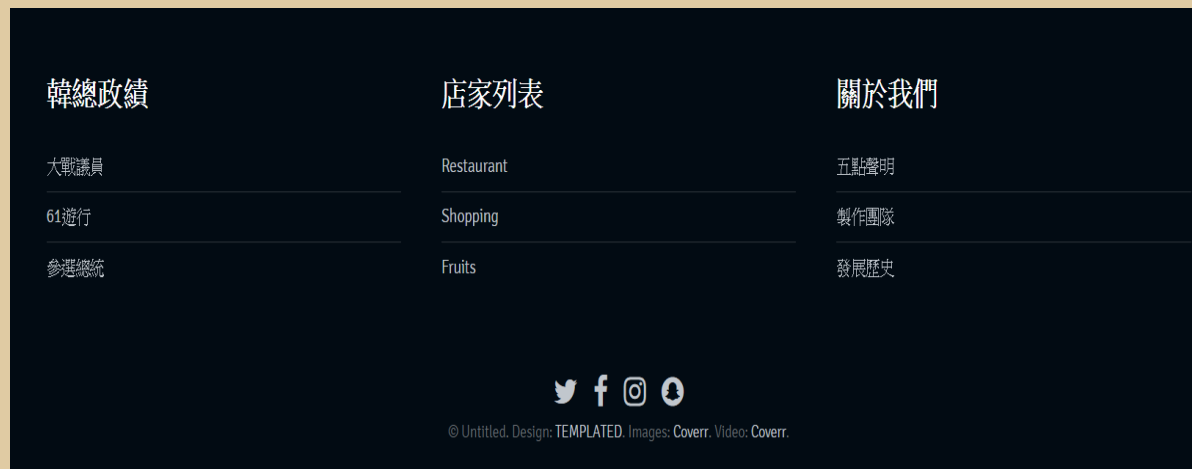 韓總政績
大戰議員
61遊行
參選總統
店家列表
Restaurant
Shopping
Fruits
關於我們
五點聲明
製作團隊
發展歷史
© Untitled. Design: TEMPLATED. Images: Coverr. Video: Coverr.